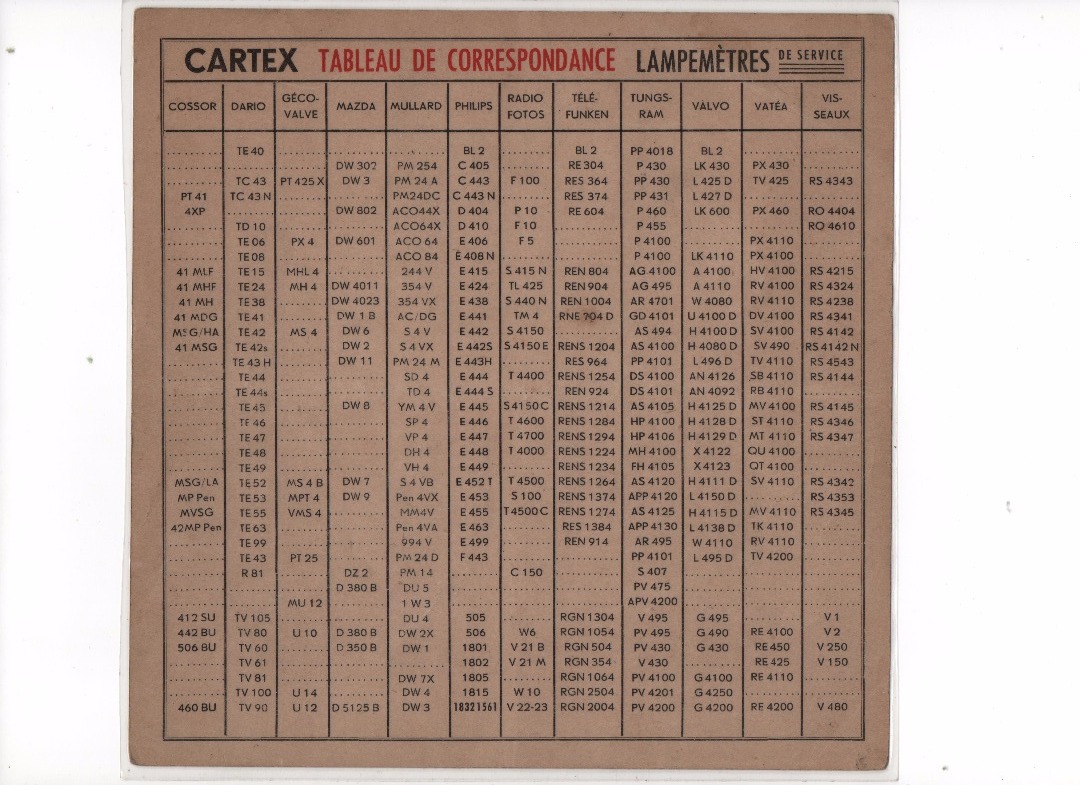 CARTEX TABLEAU DE CORRESPONDANCE LAMPEMÈTRES DE SERVICE
COSSOR DARIO GÉCO-VALVE MAZDA MULLARD PHILIPS RADIO FOTOS TÉLÉ-FUNKEN TUNGS-RAM VÀLVO VATÉA VIS-SEAUX
TE 40 BL 2 BL 2 PP 4018 BL 2
DW 302 PM 254 C 405 RE 304 P 430 LK 430 PX 430
TC 43 PT 425 X DW 3 PM 24 A C 443 F 100 RES 364 PP 430 L 425 D TV 425 RS 4343
PT 41 TC 43 N PM24DC C 443 N RES 374 PP 431 L 427 D
4XP DW 802 ACO44X D 404 P 10 RE 604 P 460 LK 600 PX 460 RO 4404
TD 10 ACO64X D 410 F 10 P 455 RO 4610
TE 06 PX 4 DW 601 ACO 64 E 406 F 5 P 4100 PX 4110
TE 08 ACO 84 E 408 N P 4100 LK 4110 PX 4100
41 MLF TE 15 MHL 4 244 V E 415 S 415 N REN 804 AG 4100 A 4100 HV 4100 RS 4215
41 MHF TE 24 MH 4 DW 4011 354 V E 424 TL 425 REN 904 AG 495 A 4110 RV 4100 RS 4324
41 MH TE 38 DW 4023 354 VX E 438 S 440 N REN 1004 AR 4701 W 4080 RV 4110 RS 4238
41 MDG TE 41 DW 1 B AC/DG E 441 TM 4 RNE 704 D GD 4101 U 4100 D DV 4100 RS 4341
MSG/HA TE 42 MS 4 DW 6 S 4 V E 442 S 4150 AS 494 H 4100 D SV 4100 RS 4142
41 MSG TE 42s DW 2 S 4 VX E 442S S 4150 E RENS 1204 AS 4100 H 4080 D SV 490 RS 4142 N
TE 43 H DW 11 PM 24 M E 443H RES 964 PP 4101 L 496 D TV 4110 RS 4543
TE 44 SD 4 E 444 T 4400 RENS 1254 DS 4100 AN 4126 SB 4110 RS 4144
TE 44s TD 4 E 444 S REN 924 DS 4101 AN 4092 RB 4110
TE 45 DW 8 YM 4 V E 445 S4150 C RENS 1214 AS 4105 H 4125 D MV 4100 RS 4145
TE 46 SP 4 E 446 T 4600 RENS 1284 HP 4100 H 4128 D ST 4110 RS 4346
TE 47 VP 4 E 447 T 4700 RENS 1294 HP 4106 H 4129 D MT 4110 RS 4347
TE 48 DH 4 E 448 T 4000 RENS 1224 MH 4100 X 4122 QU 4100
TE 49 VH 4 E 449 RENS 1234 FH 4105 X 4123 QT 4100
MSG/LA TE 52 MS 4 B DW 7 S 4 VB E 452 T T 4500 RENS 1264 AS 4120 H 4111 D SV 4110 RS 4342
MP Pen TE 53 MPT 4 DW 9 Pen 4VX E 453 S 100 RENS 1374 APP 4120 L 4150 D RS 4353
MVSG TE 55 VMS 4 MM4V E 455 T4500 C RENS 1274 AS 4125 H 4115 D MV 4110 RS 4345
42MP Pen TE 63 Pen 4VA E 463 RES 1384 APP 4130 L 4138 D TK 4110
TE 99 994 V E 499 REN 914 AR 495 W 4110 RV 4110
TE 43 PT 25 PM 24 D F 443 PP 4101 L 495 D TV 4200
R 81 DZ 2 PM 14 C 150 S 407
D 380 B DU 5 PV 475
MU 12 1 W 3 APV 4200
412 SU TV 105 DU 4 505 RGN 1304 V 495 G 495 V 1
442 BU TV 80 U 10 D 380 B DW 2X 506 W6 RGN 1054 PV 495 G 490 RE 4100 V 2
506 BU TV 60 D 350 B DW 1 1801 V 21 B RGN 504 PV 430 G 430 RE 450 V 250
TV 61 1802 V 21 M RGN 354 V 430 RE 425 V 150
TV 81 DW 7X 1805 RGN 1064 PV 4100 G 4100 RE 4110
TV 100 U 14 DW 4 1815 W 10 RGN 2504 PV 4201 G 4250
460 BU TV 90 U 12 D 5125 B DW 3 18321561 V 22-23 RGN 2004 PV 4200 G 4200 RE 4200 V 480